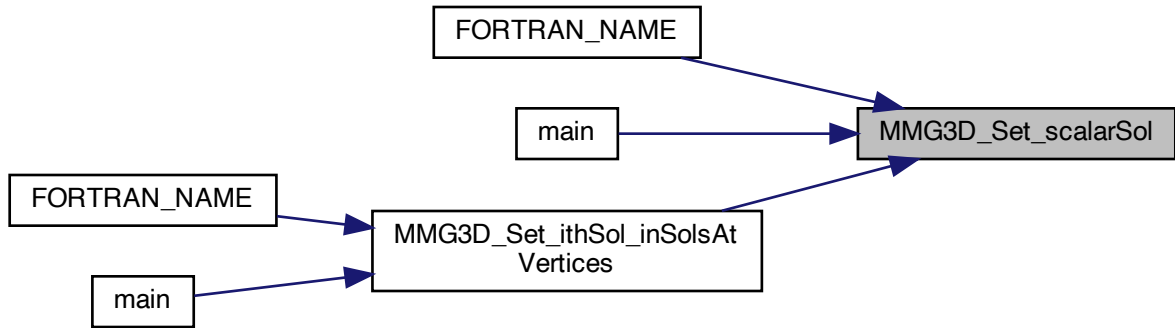 FORTRAN_NAME
main
MMG3D_Set_scalarSol
FORTRAN_NAME
MMG3D_Set_ithSol_inSolsAt
Vertices
main